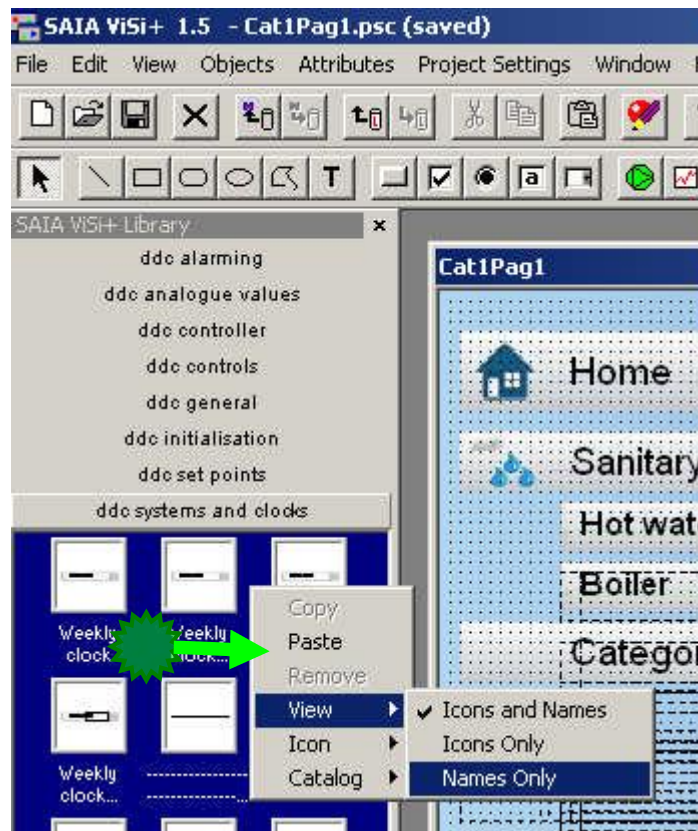 SAIA ViSi+ 1.5 - Cat1Pag1.psc (saved)
File Edit View Objects Attributes Project Settings Window
T a
SAIA ViSi+ Library x
ddc alarming
ddc analogue values
ddc controller
ddc controls
ddc general
ddc initialisation
ddc set points
ddc systems and clocks
Weekly
clock...
Weekly
clock...
Weekly
clock...
Copy
Paste
Remove
View
Icon
Catalog
Icons and Names
Icons Only
Names Only
Cat1Pag1
Home
Sanitary
Hot wat
Boiler
Categor